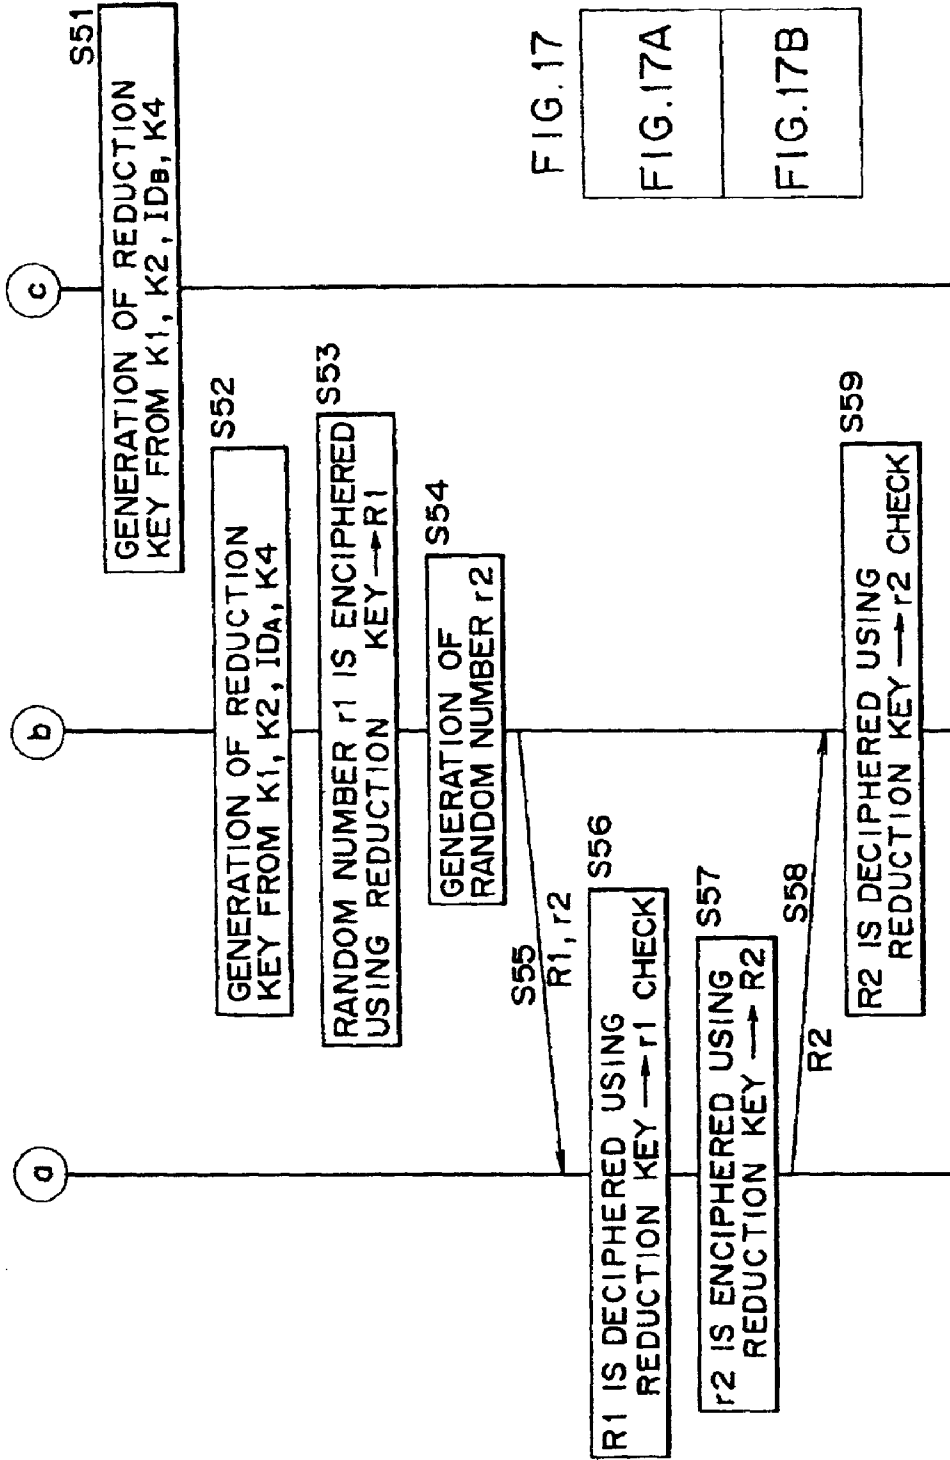 a
b
c
S51
GENERATION OF REDUCTION
KEY FROM K1, K2, IDB, K4
S52
GENERATION OF REDUCTION
KEY FROM K1, K2, IDA, K4
S53
RANDOM NUMBER r1 IS ENCIPHERED
USING REDUCTION KEY → R1
S54
GENERATION OF
RANDOM NUMBER r2
S55
R1, r2
S56
R1 IS DECIPHERED USING
REDUCTION KEY → r1 CHECK
S57
r2 IS ENCIPHERED USING
REDUCTION KEY → R2
S58
R2
S59
R2 IS DECIPHERED USING
REDUCTION KEY → r2 CHECK
FIG.17
FIG.17A
FIG.17B